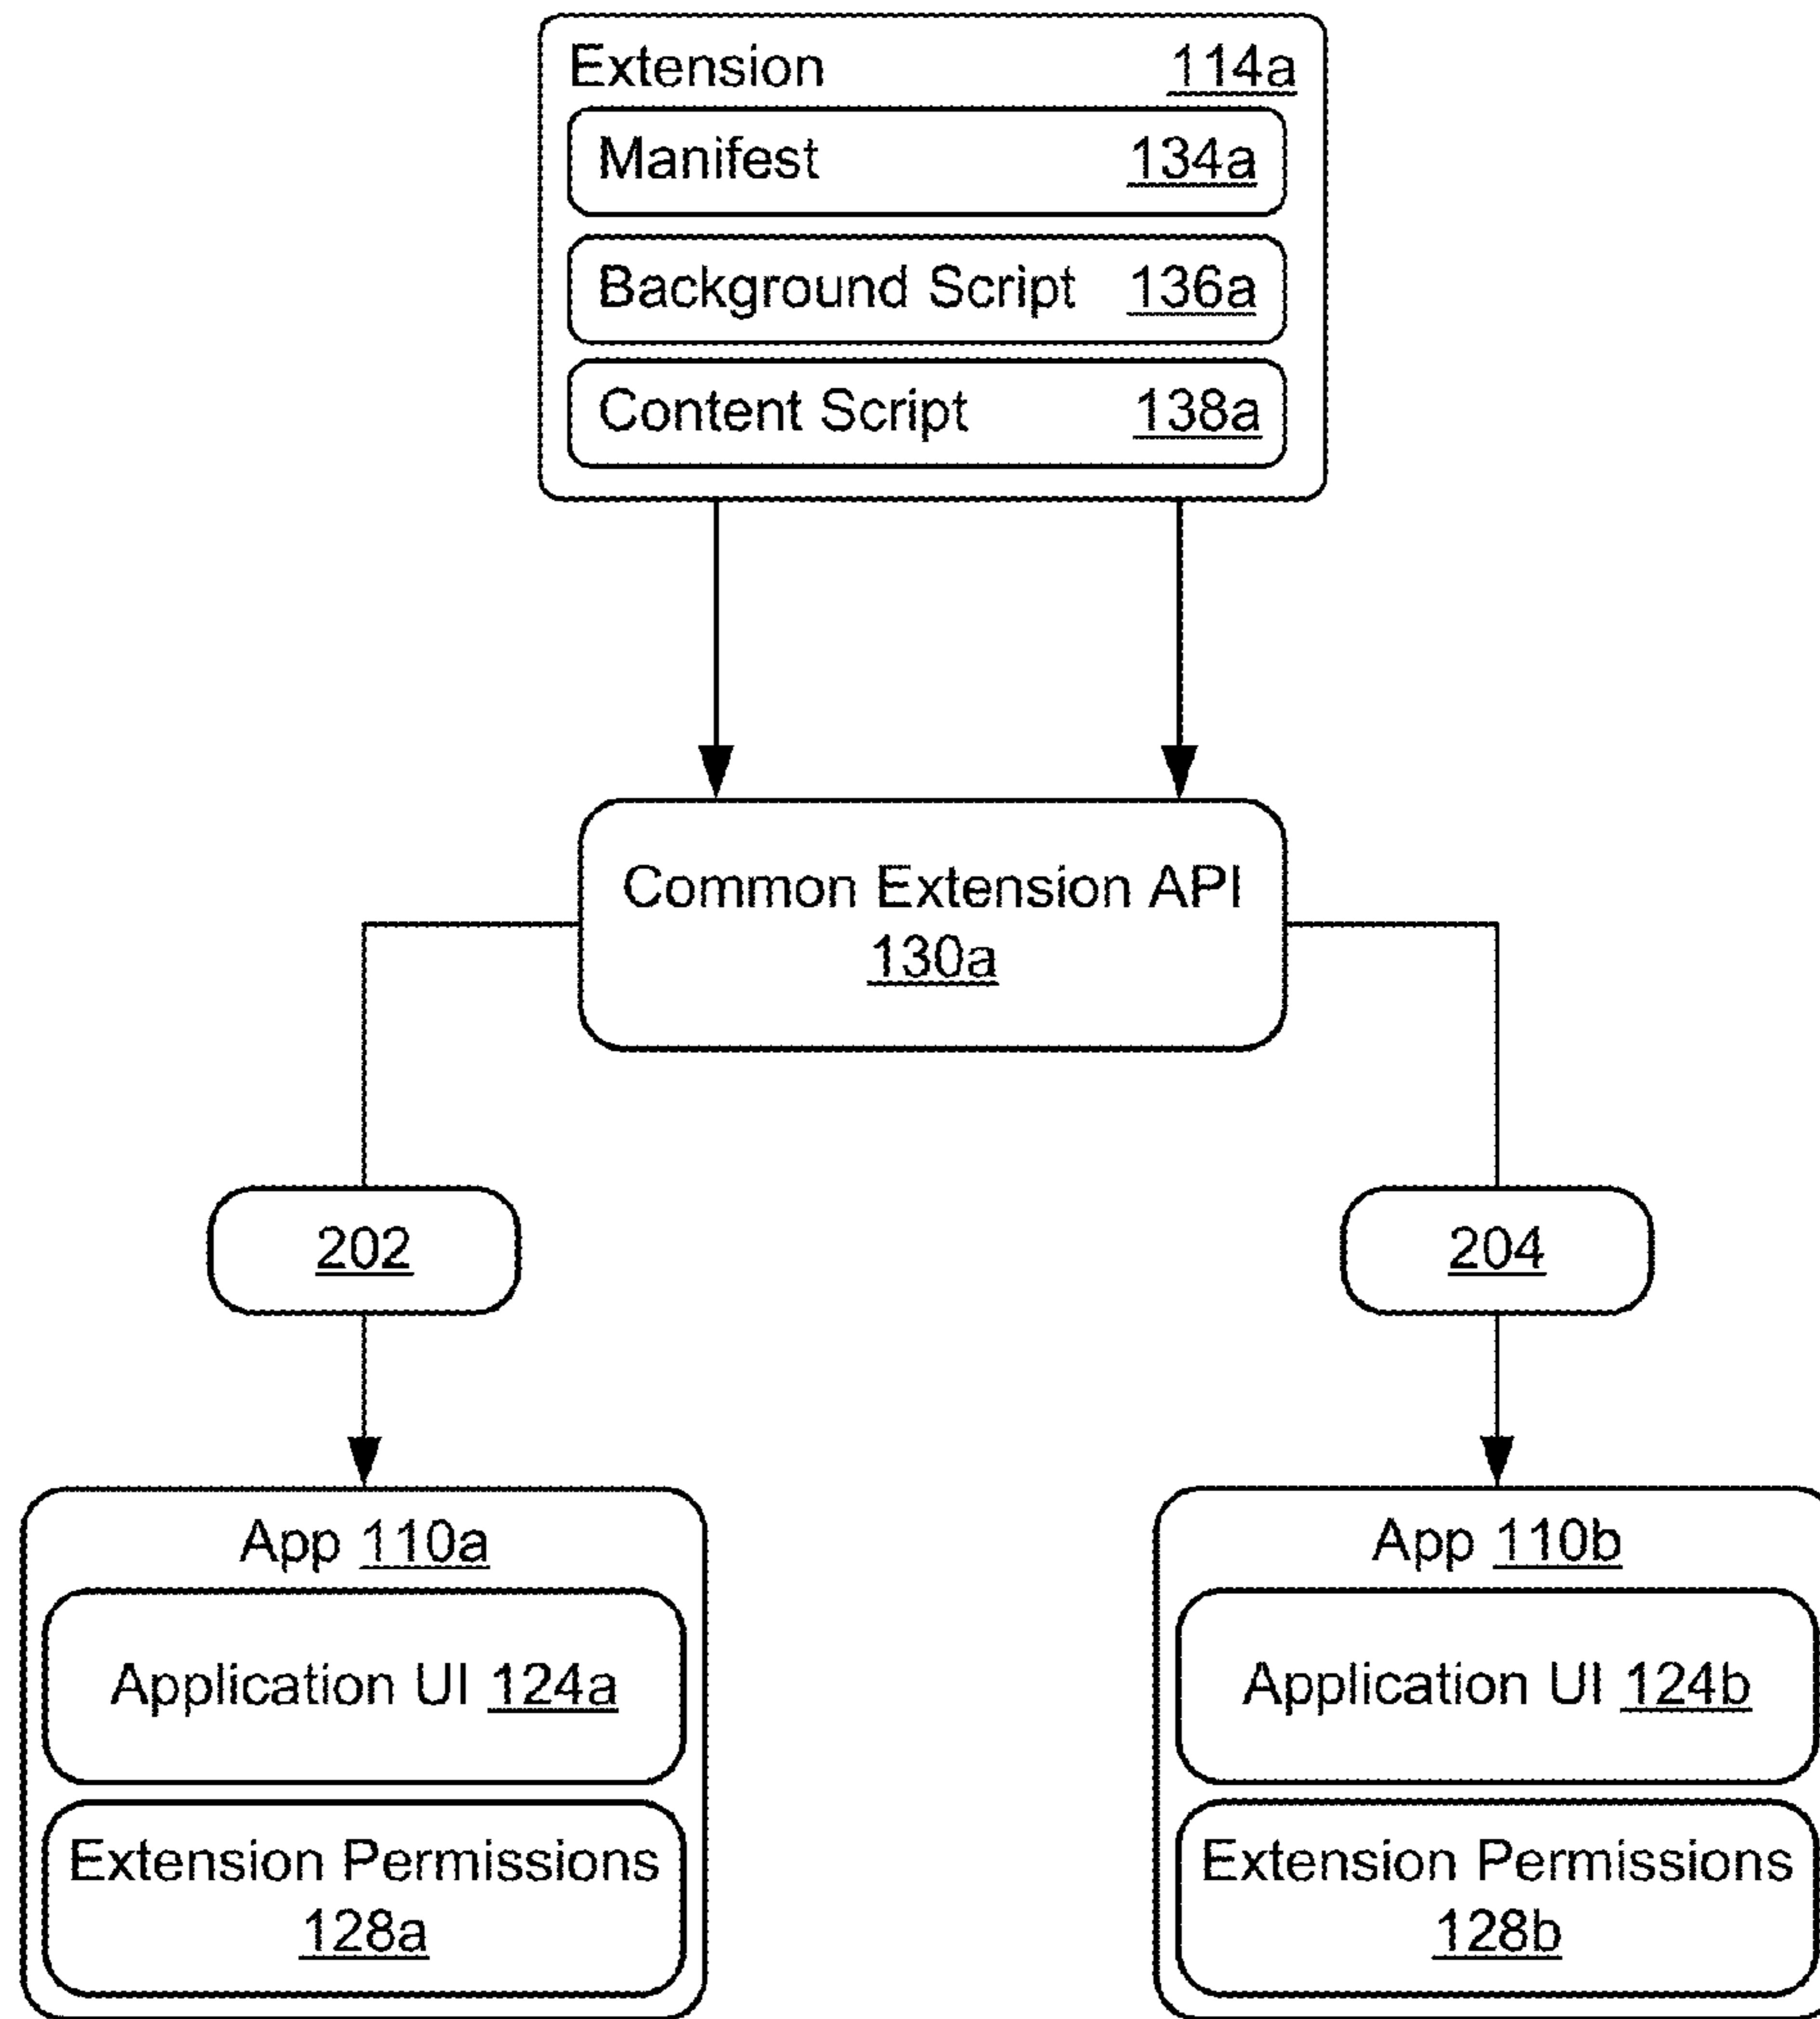 Extension 114a
Manifest 134a
Background Script 136a
Content Script 138a
Common Extension API
130a
202
204
App 110a
Application UI 124a
Extension Permissions
128a
App 110b
Application UI 124b
Extension Permissions
128b